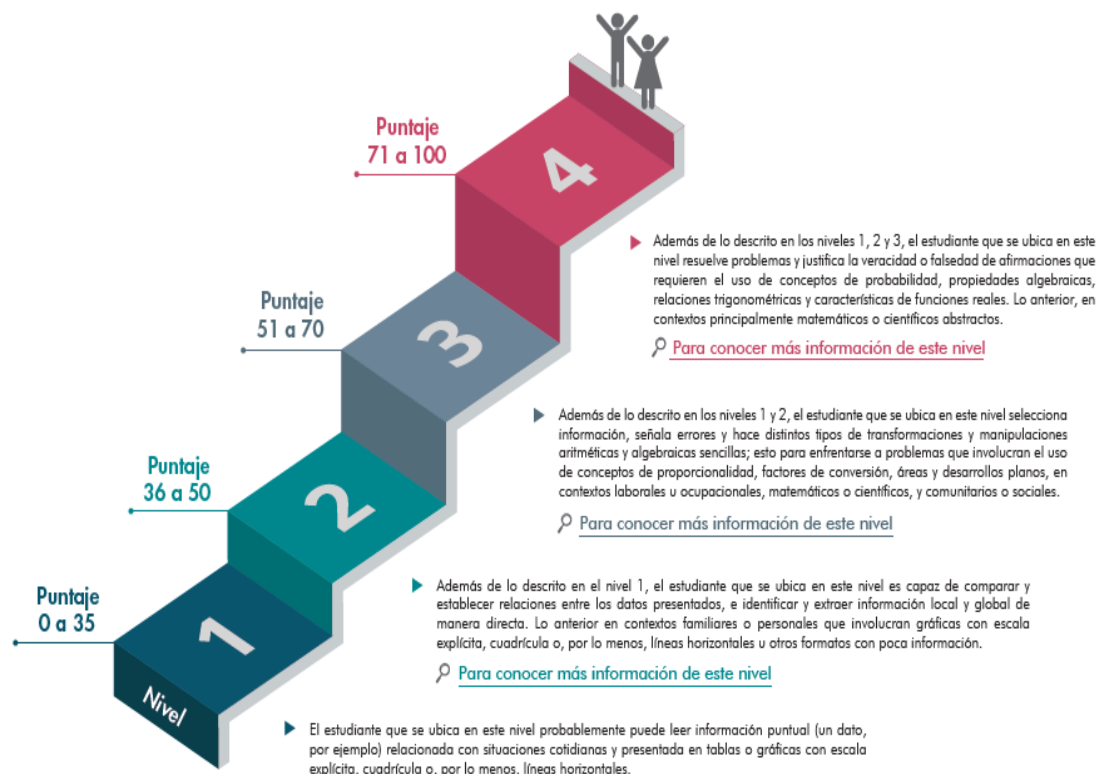 Puntaje
71 a 100
4
Además de lo descrito en los niveles 1, 2 y 3, el estudiante que se ubica en este
nivel resuelve problemas y justifica la veracidad o falsedad de afirmaciones que
requieren el uso de conceptos de probabilidad, propiedades algebraicas,
relaciones trigonométricas y características de funciones reales. Lo anterior, en
contextos principalmente matemáticos o científicos abstractos.
Para conocer más información de este nivel
Puntaje
51 a 70
3
Además de lo descrito en los niveles 1 y 2, el estudiante que se ubica en este nivel selecciona
información, señala errores y hace distintos tipos de transformaciones y manipulaciones
aritméticas y algebraicas sencillas; esto para enfrentarse a problemas que involucran el uso
de conceptos de proporcionalidad, factores de conversión, áreas y desarrollos planos, en
contextos laborales u ocupacionales, matemáticos o científicos, y comunitarios o sociales.
Para conocer más información de este nivel
Puntaje
36 a 50
2
Además de lo descrito en el nivel 1, el estudiante que se ubica en este nivel es capaz de comparar y
establecer relaciones entre los datos presentados, e identificar y extraer información local y global de
manera directa. Lo anterior en contextos familiares o personales que involucran gráficas con escala
explícita, cuadrícula o, por lo menos, líneas horizontales u otros formatos con poca información.
Para conocer más información de este nivel
Puntaje
0 a 35
1
Nivel
El estudiante que se ubica en este nivel probablemente puede leer información puntual (un dato,
por ejemplo) relacionada con situaciones cotidianas y presentada en tablas o gráficas con escala
explícita, cuadrícula o, por lo menos, líneas horizontales.